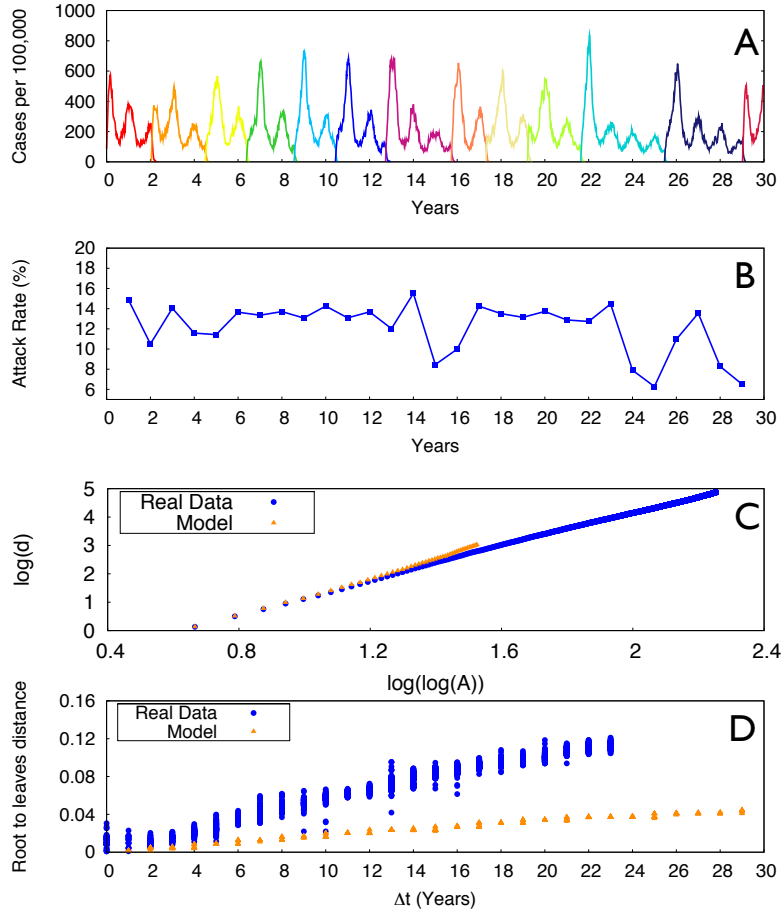 1000
800
600
400
200
0
Cases per 100,000
A
0 2 4 6 8 10 12 14 16 18 20 22 24 26 28 30
Years
20
18
16
14
12
10
8
6
Attack Rate (%)
B
0 2 4 6 8 10 12 14 16 18 20 22 24 26 28 30
Years
5
4
3
2
1
0
log(d)
Real Data
Model
C
0.4 0.8 1.2 1.6 2 2.4
log(log(A))
0.16
0.12
0.08
0.04
0
Root to leaves distance
Real Data
Model
D
0 2 4 6 8 10 12 14 16 18 20 22 24 26 28 30
Δt (Years)